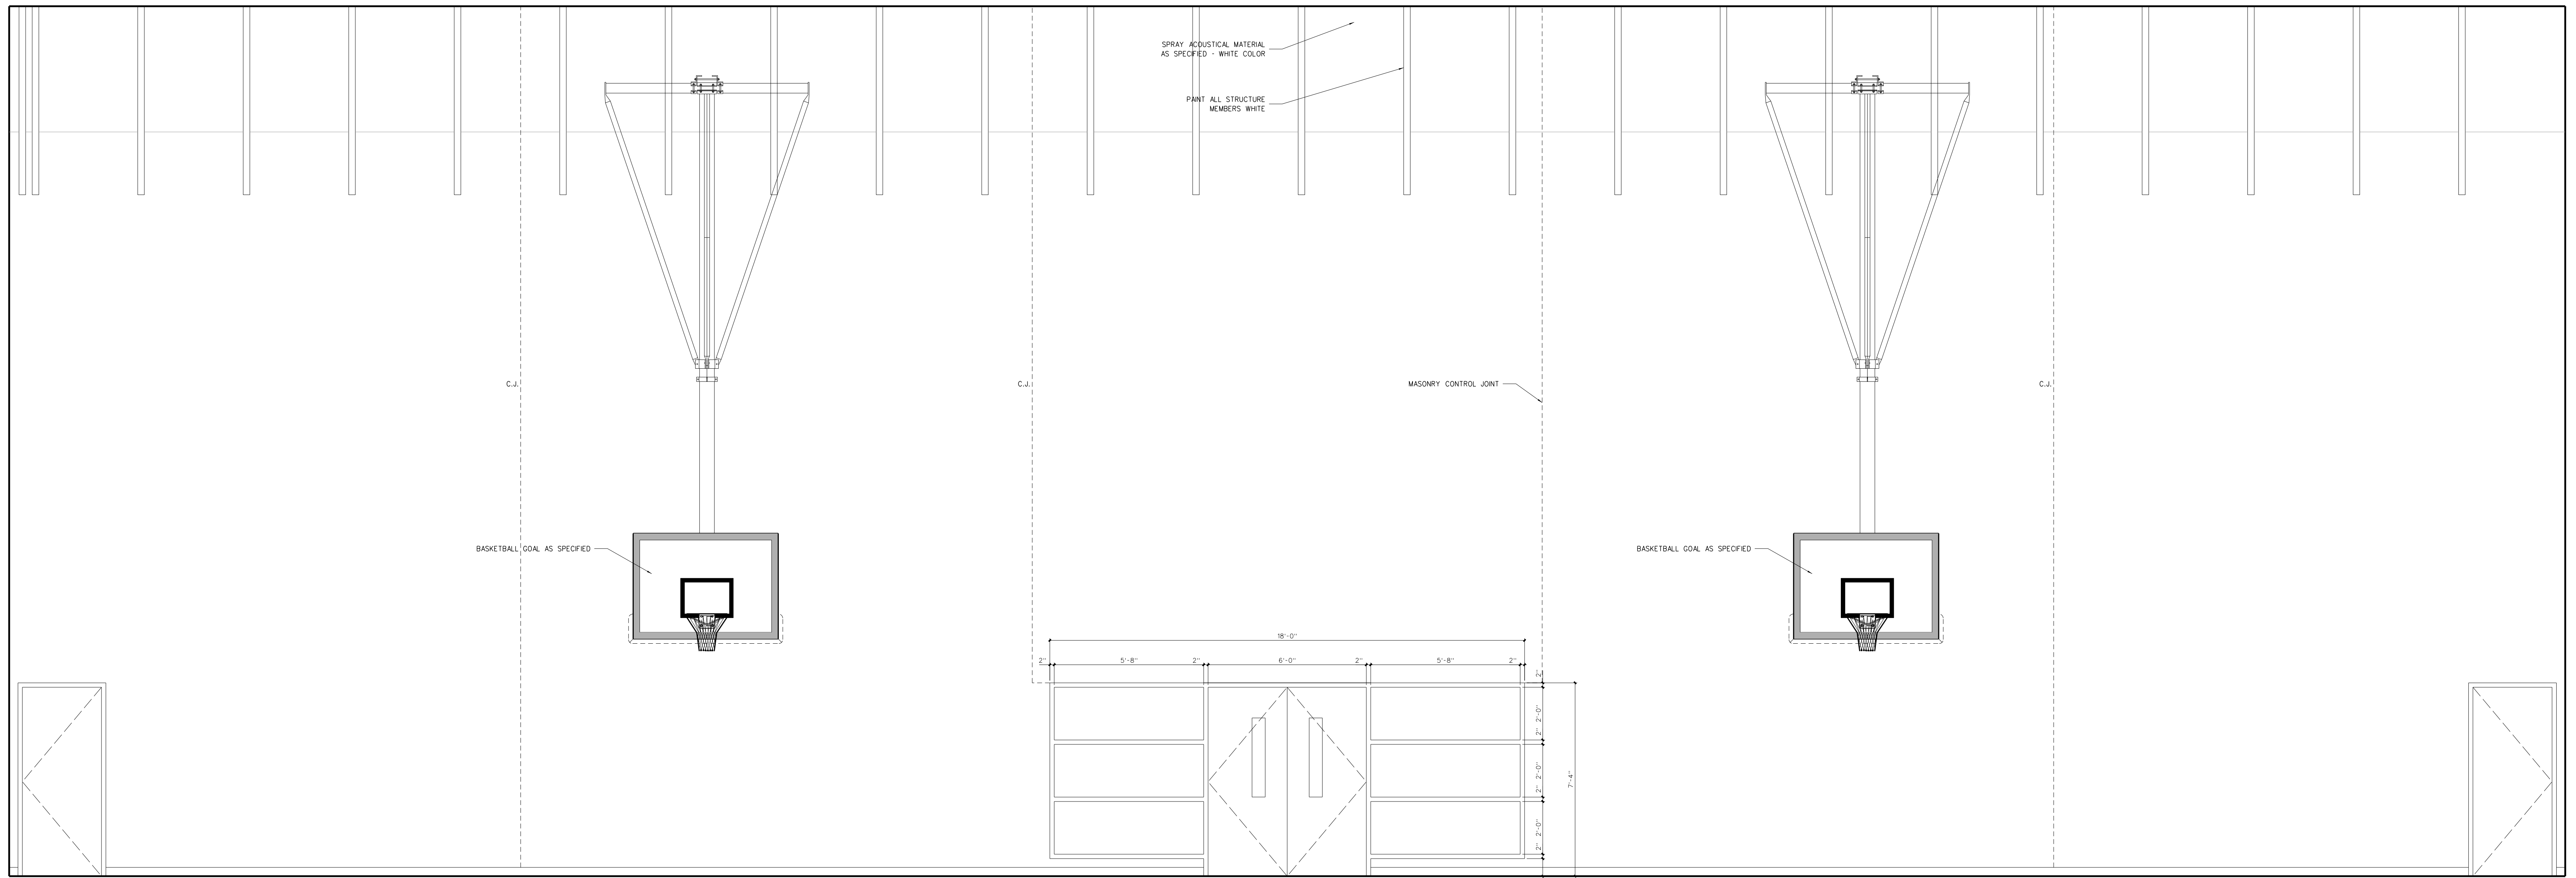 SPRAY ACOUSTICAL MATERIAL
AS SPECIFIED - WHITE COLOR
PAINT ALL STRUCTURE
MEMBERS WHITE
C.J.
C.J.
MASONRY CONTROL JOINT
C.J.
BASKETBALL GOAL AS SPECIFIED
BASKETBALL GOAL AS SPECIFIED
18'-0"
2" 5'-8" 2" 6'-0" 2" 5'-8" 2"
2"
2'-0"
2"
2'-0"
2"
2'-0"
2"
7'-4"